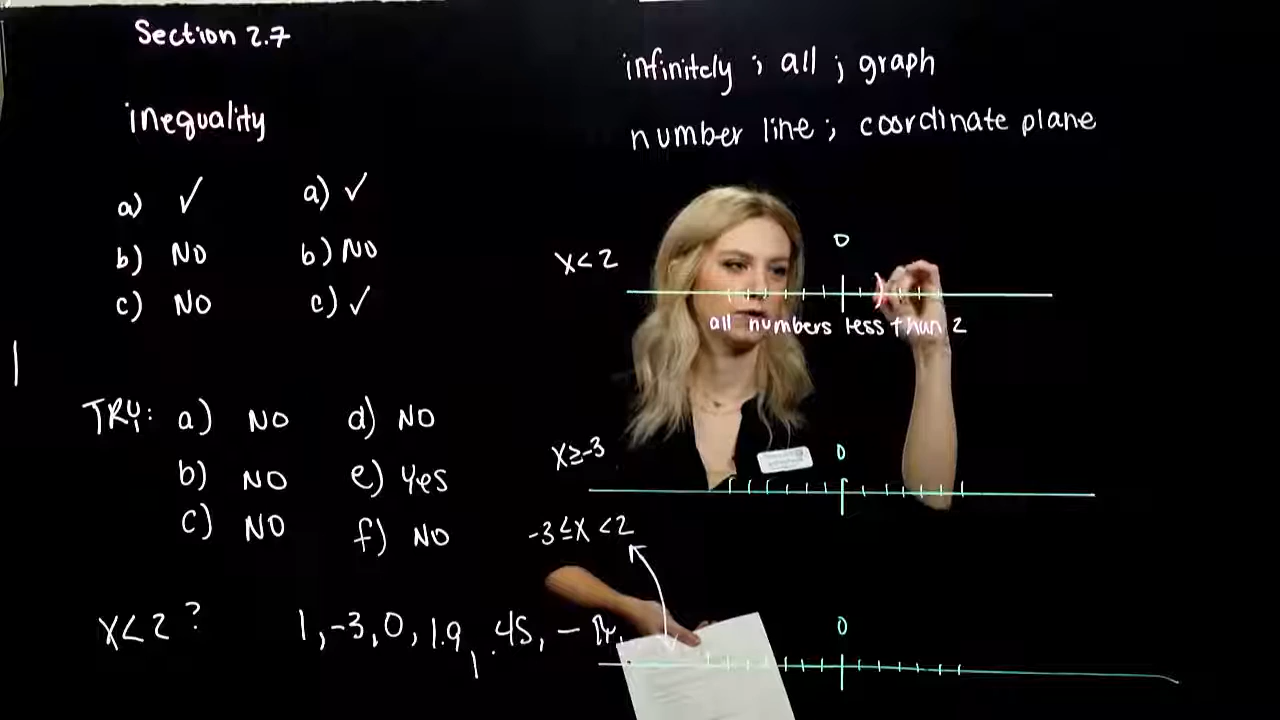 Section 2.7
inequality
a) ✓ a) ✓
b) NO b) NO
c) NO c) ✓
TRY: a) NO d) NO
b) NO e) Yes
c) NO f) NO
x<2 ? 1, -3, 0, 1.9, .45, -
infinitely ; all ; graph
number line ; coordinate plane
x<2
0
all numbers less than 2
x≥-3
0
-3≤x<2
0